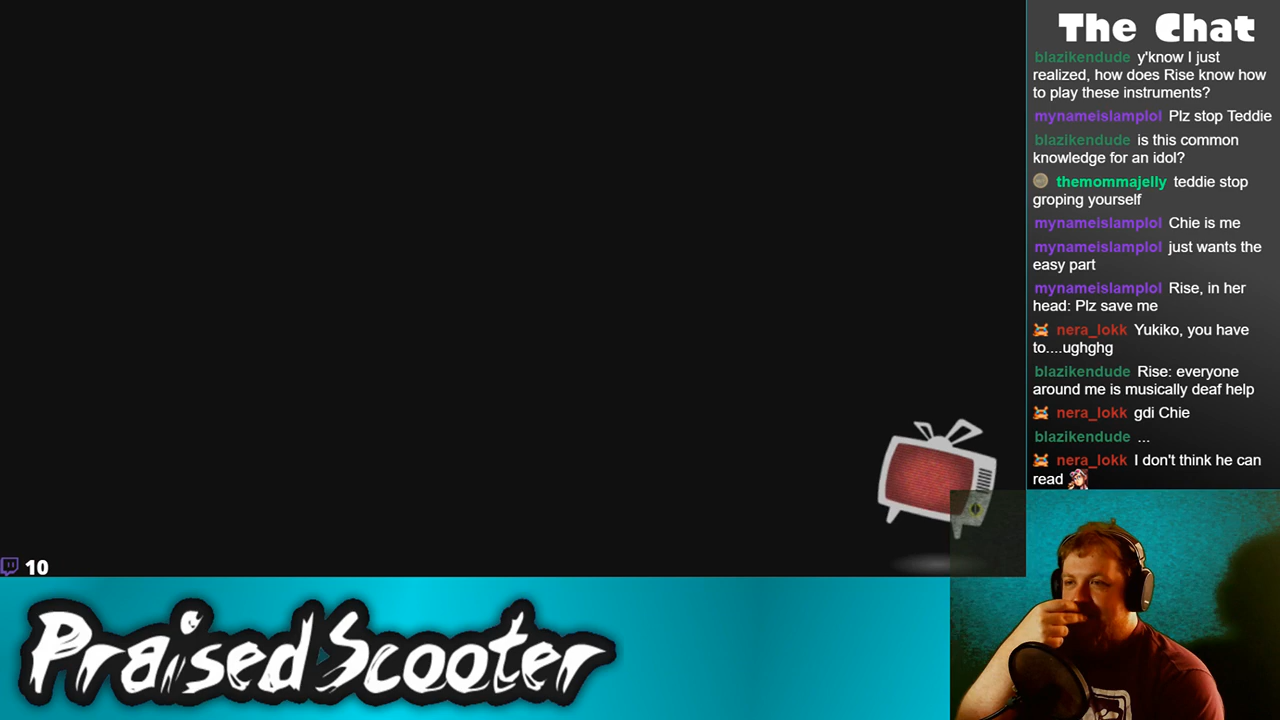 The Chat
blazikendude y'know I just
realized, how does Rise know how
to play these instruments?
mynameislamplol Plz stop Teddie
blazikendude is this common
knowledge for an idol?
themommajelly teddie stop
groping yourself
mynameislamplol Chie is me
mynameislamplol just wants the
easy part
mynameislamplol Rise, in her
head: Plz save me
nera_lokk Yukiko, you have
to....ughghg
blazikendude Rise: everyone
around me is musically deaf help
nera_lokk gdi Chie
blazikendude ...
nera_lokk I don't think he can
read
10
PraisedScooter